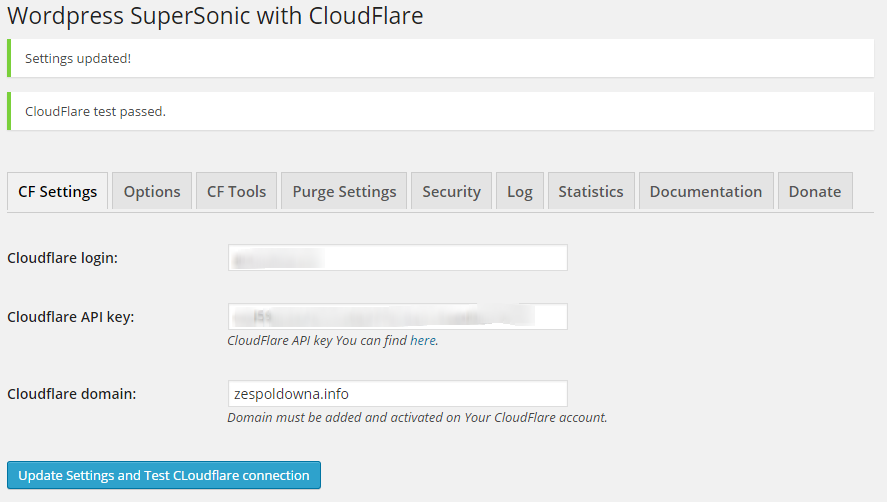 Wordpress SuperSonic with CloudFlare
Settings updated!
CloudFlare test passed.
CF Settings Options CF Tools Purge Settings Security Log Statistics Documentation Donate
Cloudflare login:
Cloudflare API key:
CloudFlare API key You can find here.
Cloudflare domain: zespoldowna.info
Domain must be added and activated on Your CloudFlare account.
Update Settings and Test CLoudflare connection